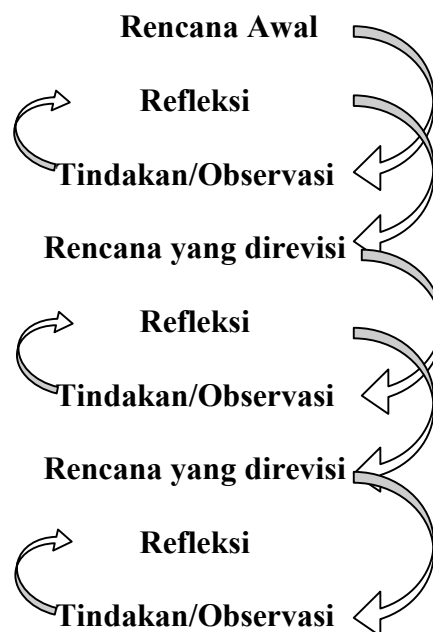 Rencana Awal
Refleksi
Tindakan/Observasi
Rencana yang direvisi
Refleksi
Tindakan/Observasi
Rencana yang direvisi
Refleksi
Tindakan/Observasi